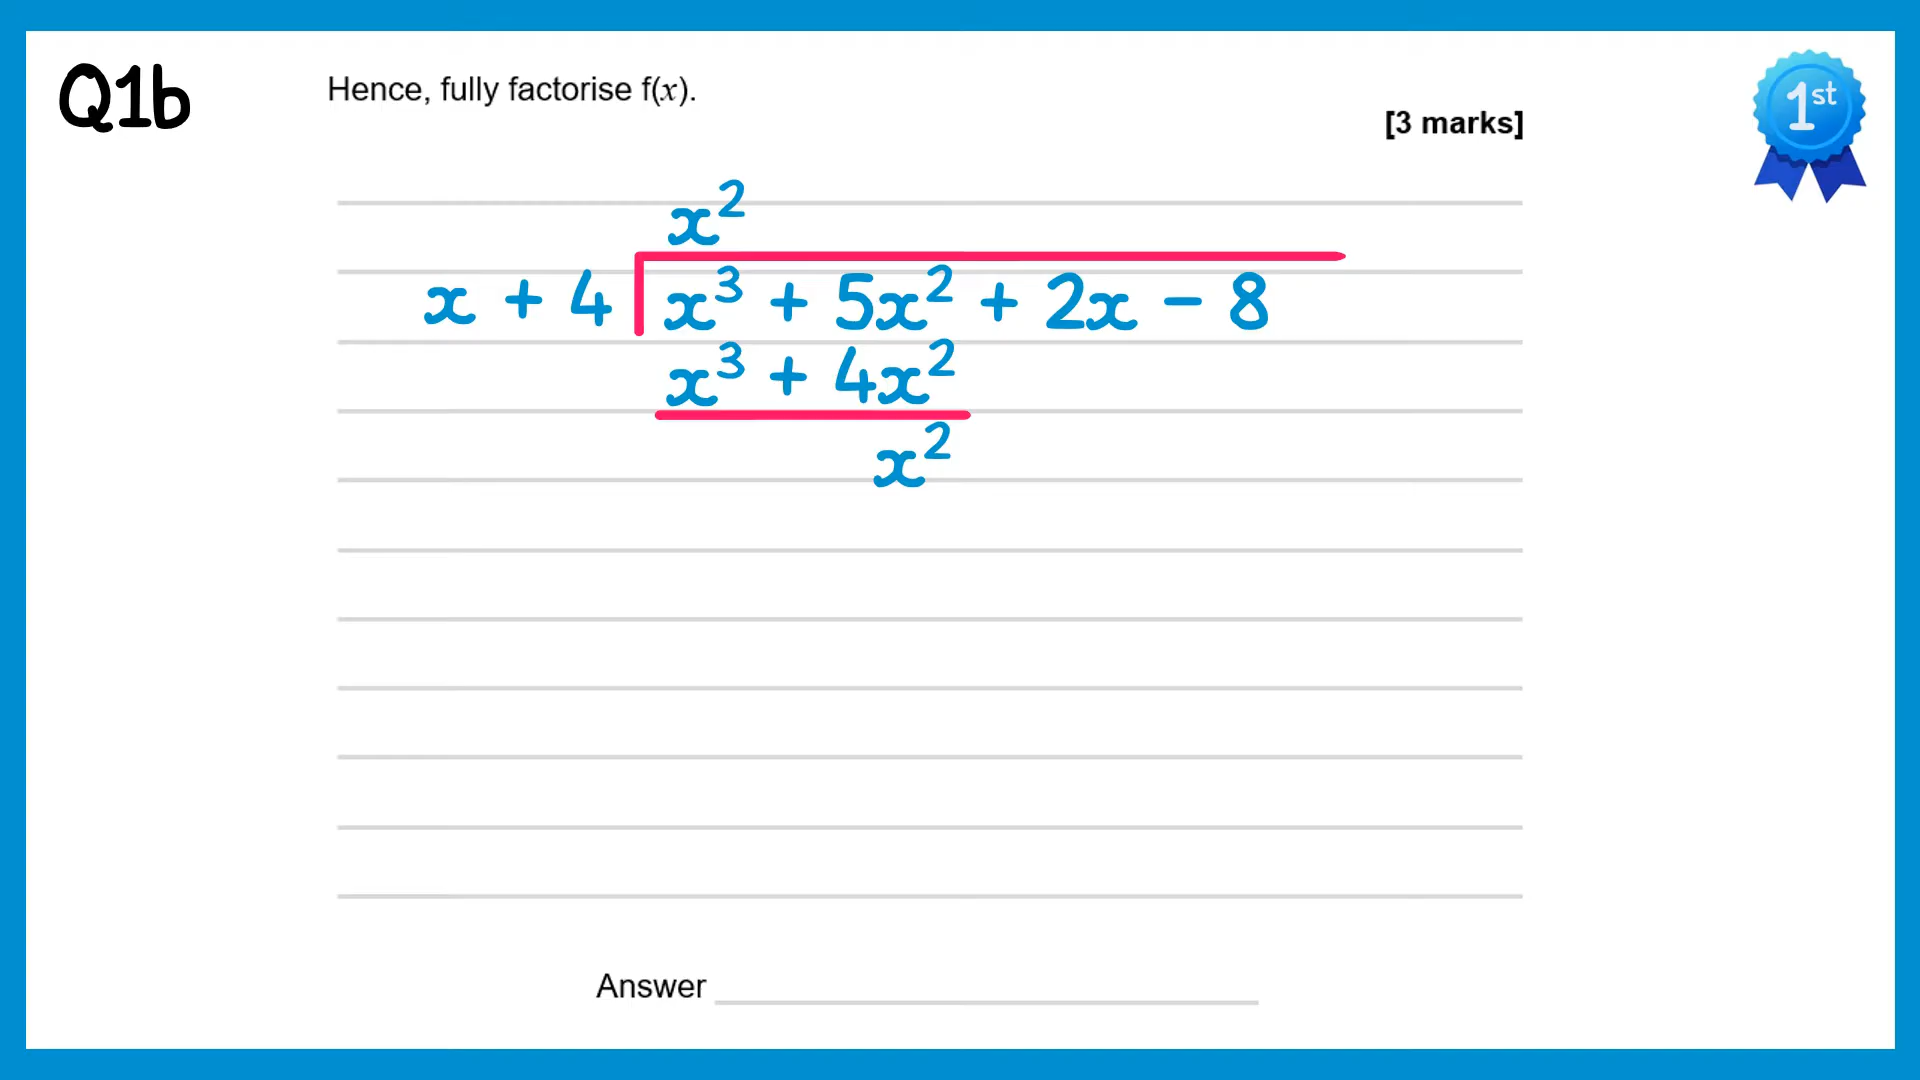 Q1b
Hence, fully factorise f(x).
[3 marks]
1st
x²
x + 4 x³ + 5x² + 2x − 8
x³ + 4x²
x²
Answer